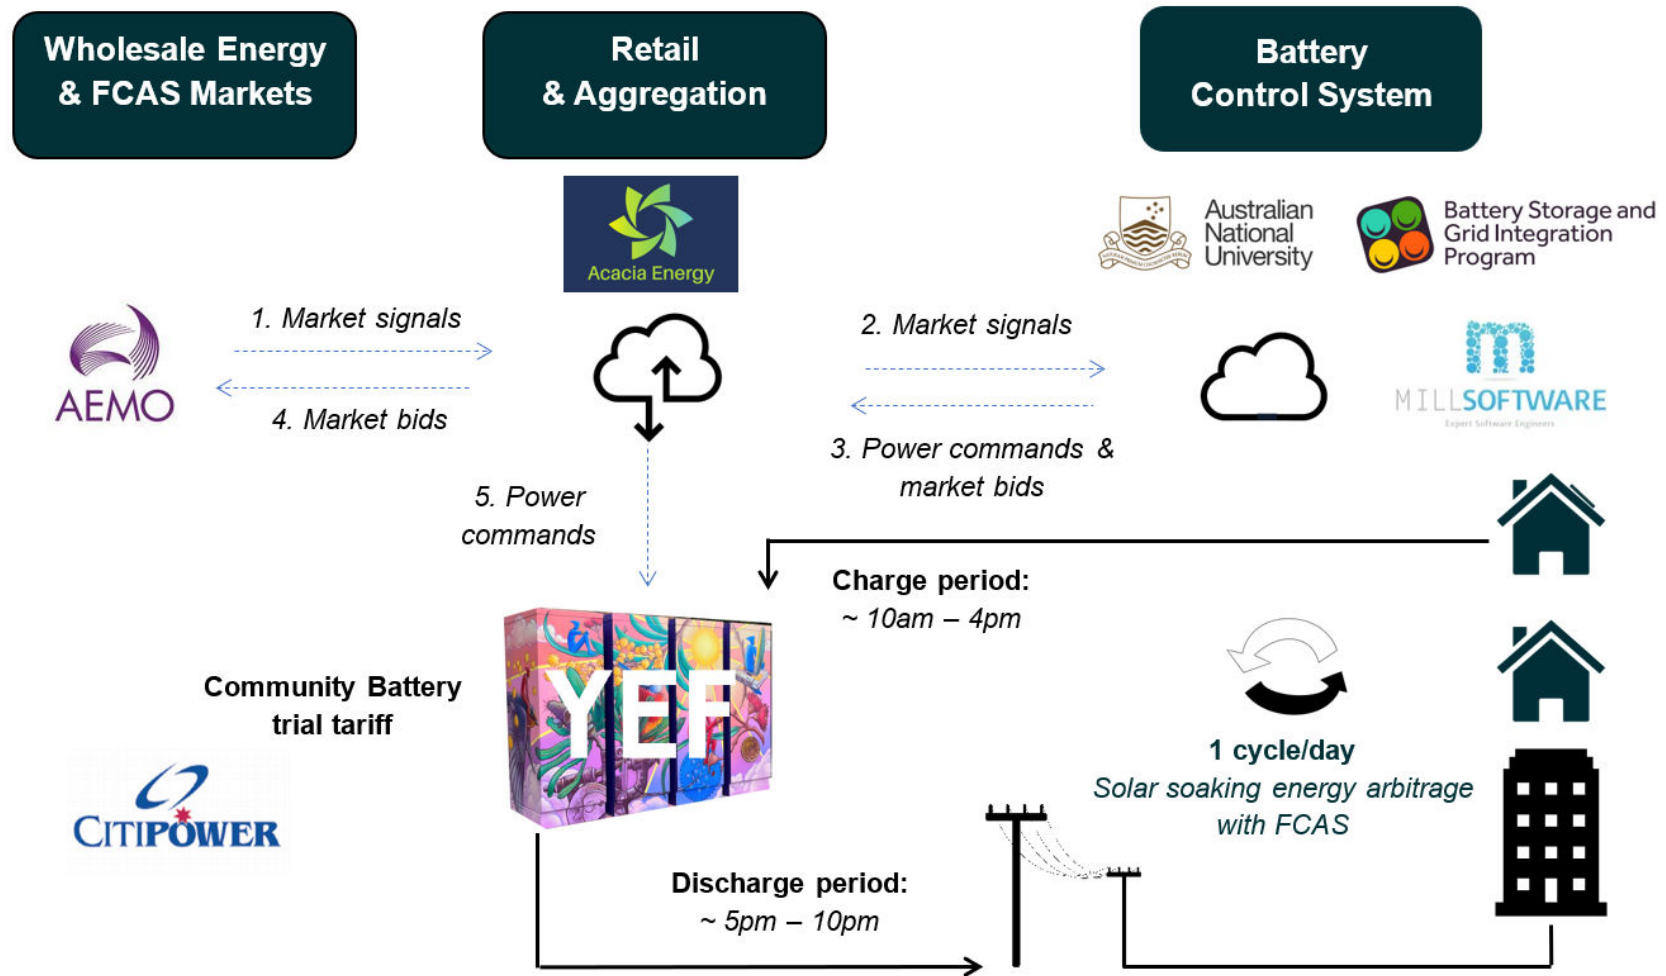 Wholesale Energy
& FCAS Markets
Retail
& Aggregation
Battery
Control System
Acacia Energy
Australian
National
University
Battery Storage and
Grid Integration
Program
AEMO
1. Market signals
4. Market bids
2. Market signals
3. Power commands &
market bids
MILLSOFTWARE
Expert Software Engineers
5. Power
commands
Charge period:
~ 10am – 4pm
YEF
Community Battery
trial tariff
CITIPOWER
1 cycle/day
Solar soaking energy arbitrage
with FCAS
Discharge period:
~ 5pm – 10pm